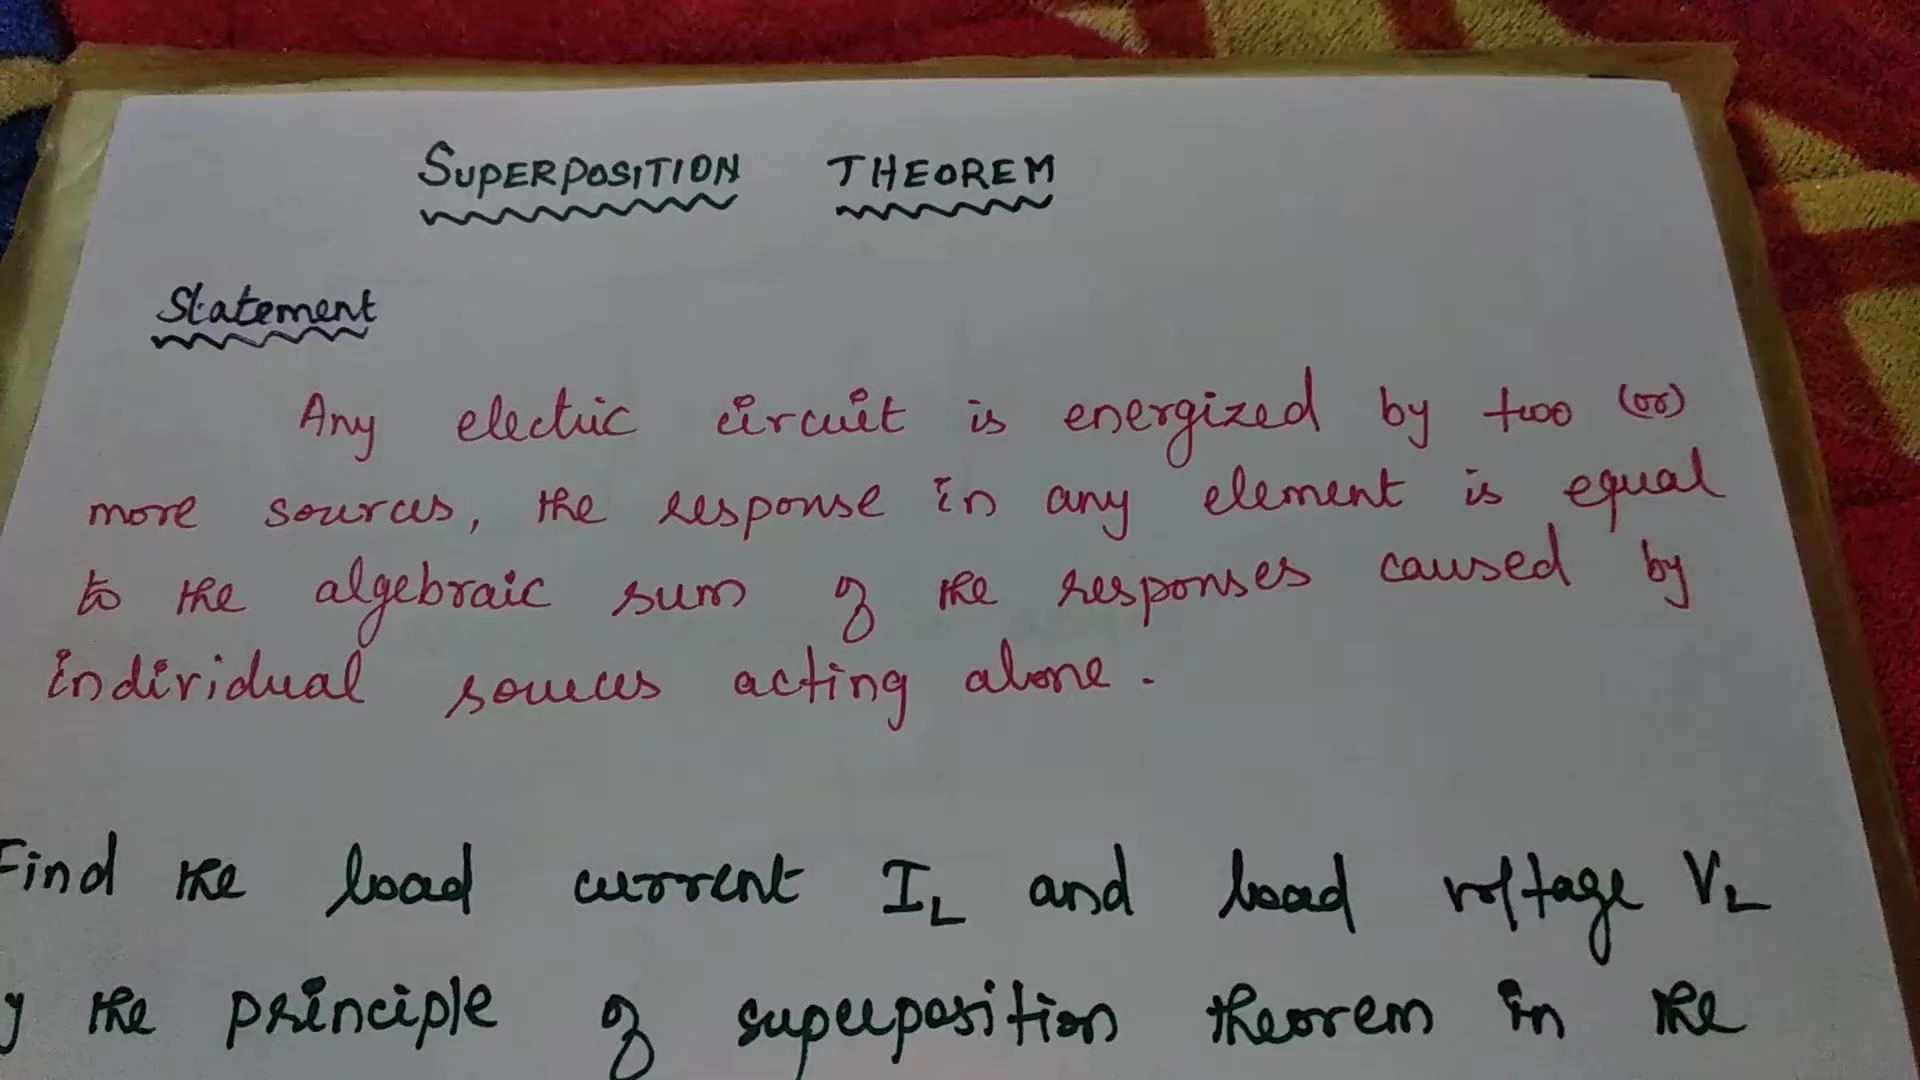 SUPERPOSITION THEOREM
Statement
Any electric circuit is energized by two (or)
more sources, the response in any element is equal
to the algebraic sum of the responses caused by
individual sources acting alone.
Find the load current IL and load voltage VL
the principle of superposition theorem in the